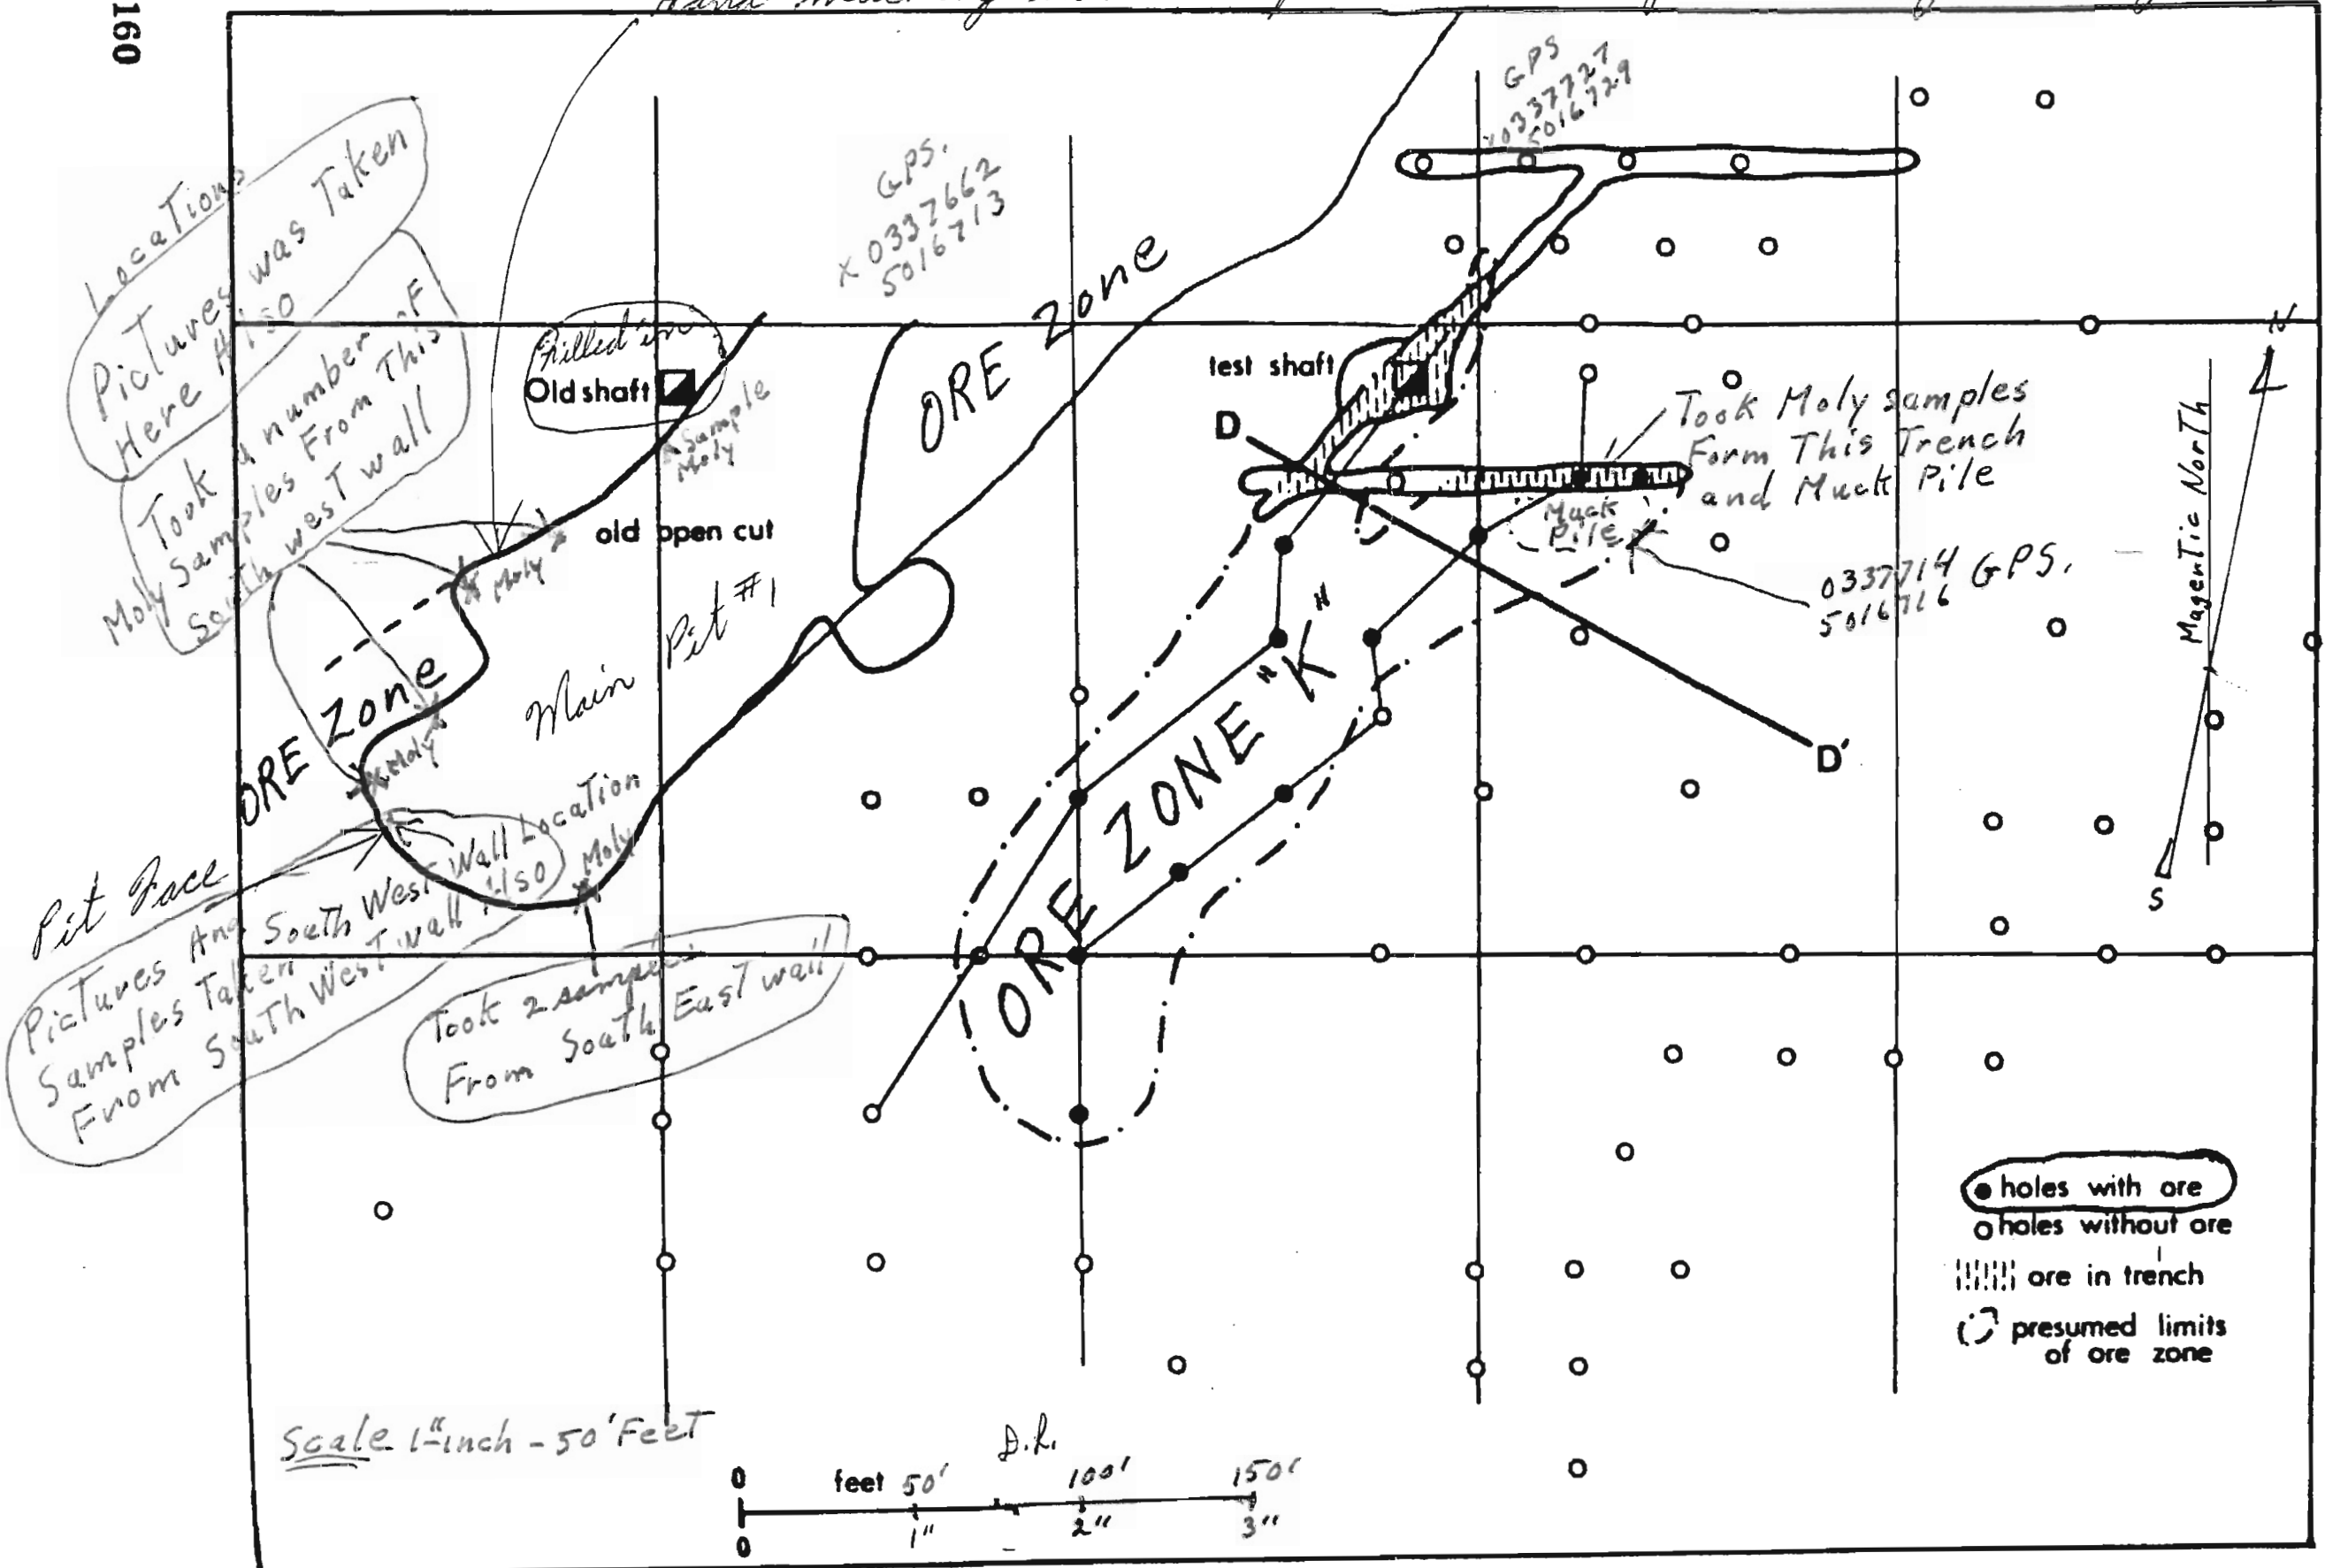 160
GPS
x0337727
5016729
Locations
Pictures was Taken
Here Also
Took a number of
Moly Samples From This
South west wall
GPS.
x 0337662
5016713
ORE Zone
Filled in
Old shaft
Sample
Moly
test shaft
D
N
Took Moly samples
Form This Trench
and Muck Pile
Muck
Pile
Magentic North
old open cut
Moly
0337714 GPS.
5016716
Main Pit #1
ORE Zone
Moly
ORE ZONE "K"
D'
Pit Face
South West Wall Location
Moly
S
Pictures And
Samples Taken
From South West wall Also
Took 2 samples
From South East wall
holes with ore
holes without ore
ore in trench
presumed limits
of ore zone
Scale 1" inch - 50' Feet
D.R.
0 feet 50' 100' 150'
0 1" 2" 3"